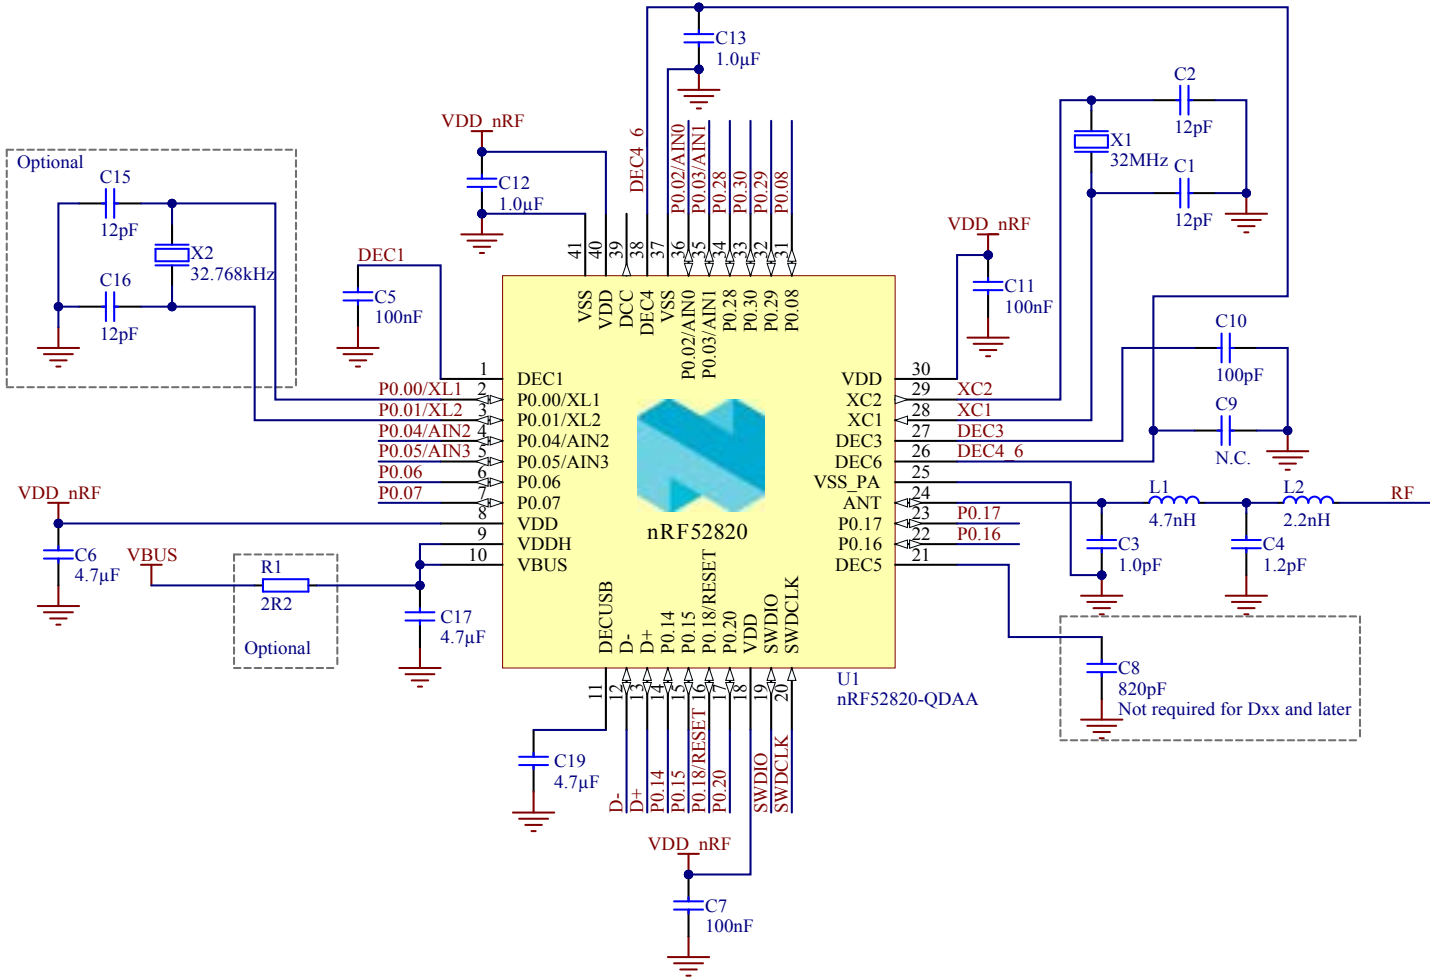 C13
1.0µF
C2
12pF
X1
32MHz
C1
12pF
VDD_nRF
C12
1.0µF
DEC4_6
P0.02/AIN0
P0.03/AIN1
P0.28
P0.30
P0.29
P0.08
Optional
C15
12pF
X2
32.768kHz
C16
12pF
DEC1
C5
100nF
VDD_nRF
C11
100nF
C10
100pF
C9
N.C.
41
40
39
38
37
36
35
34
33
32
31
VSS
VDD
DCC
DEC4
VSS
P0.02/AIN0
P0.03/AIN1
P0.28
P0.30
P0.29
P0.08
1 DEC1
P0.00/XL1 2 P0.00/XL1
P0.01/XL2 3 P0.01/XL2
P0.04/AIN2 4 P0.04/AIN2
P0.05/AIN3 5 P0.05/AIN3
P0.06 6 P0.06
P0.07 7 P0.07
8 VDD
9 VDDH
10 VBUS
VDD 30
XC2 29 XC2
XC1 28 XC1
DEC3 27 DEC3
DEC6 26 DEC4_6
VSS_PA 25
ANT 24
P0.17 23 P0.17
P0.16 22 P0.16
DEC5 21
nRF52820
VDD_nRF
C6
4.7µF
VBUS
R1
2R2
Optional
C17
4.7µF
L1
4.7nH
L2
2.2nH
RF
C3
1.0pF
C4
1.2pF
DECUSB
D-
D+
P0.14
P0.15
P0.18/RESET
P0.20
VDD
SWDIO
SWDCLK
11
12
13
14
15
16
17
18
19
20
U1
nRF52820-QDAA
C8
820pF
Not required for Dxx and later
C19
4.7µF
D-
D+
P0.14
P0.15
P0.18/RESET
P0.20
SWDIO
SWDCLK
VDD_nRF
C7
100nF